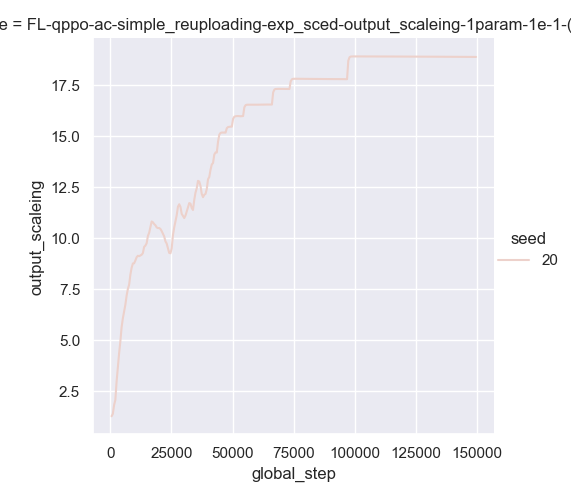 e = FL-qppo-ac-simple_reuploading-exp_sced-output_scaleing-1param-1e-1-(
17.5
15.0
12.5
10.0
7.5
5.0
2.5
output_scaleing
0 25000 50000 75000 100000 125000 150000
global_step
seed
20